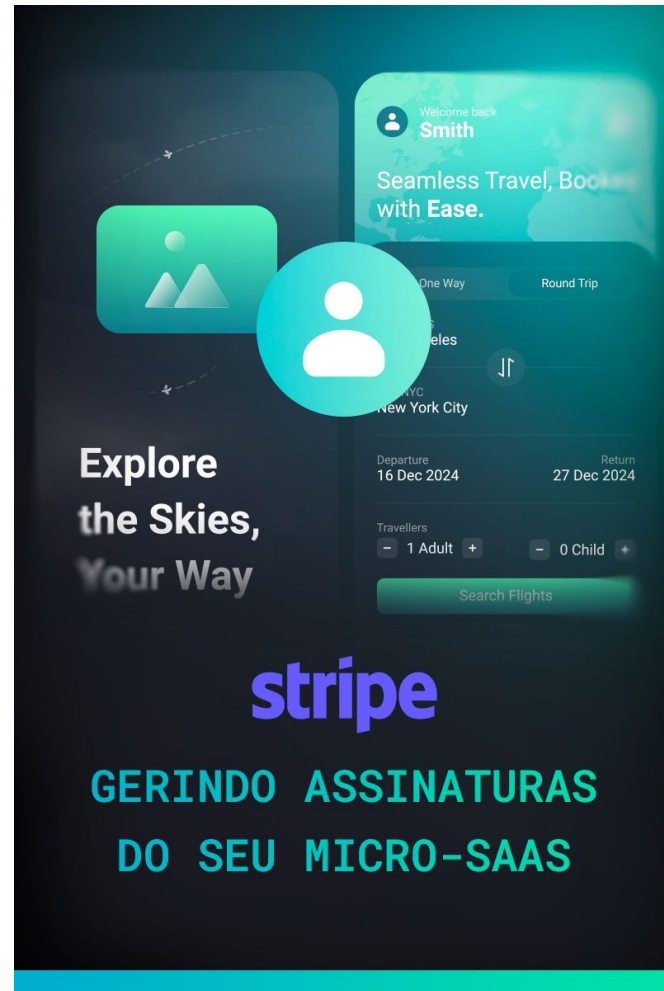 Welcome back
Smith
Seamless Travel, Booked
with Ease.
One Way
Round Trip
eles
NYC
New York City
Departure
16 Dec 2024
Return
27 Dec 2024
Travellers
- 1 Adult +
- 0 Child +
Search Flights
Explore
the Skies,
Your Way
stripe
GERINDO ASSINATURAS
DO SEU MICRO-SAAS